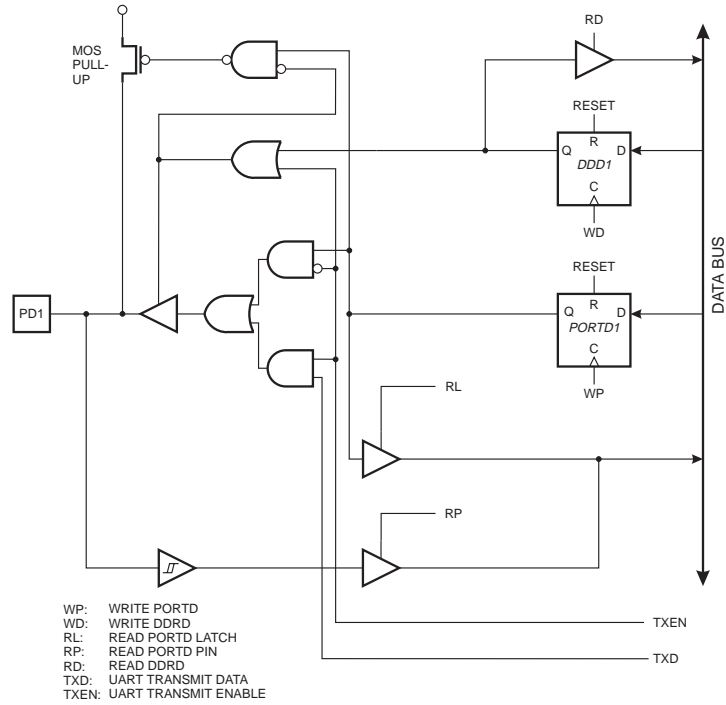 RD
MOS
PULL-
UP
RESET
R
Q
D
DDD1
C
WD
RESET
R
Q
D
PORTD1
C
WP
PD1
DATA BUS
RL
RP
TXEN
TXD
WP: WRITE PORTD
WD: WRITE DDRD
RL: READ PORTD LATCH
RP: READ PORTD PIN
RD: READ DDRD
TXD: UART TRANSMIT DATA
TXEN: UART TRANSMIT ENABLE